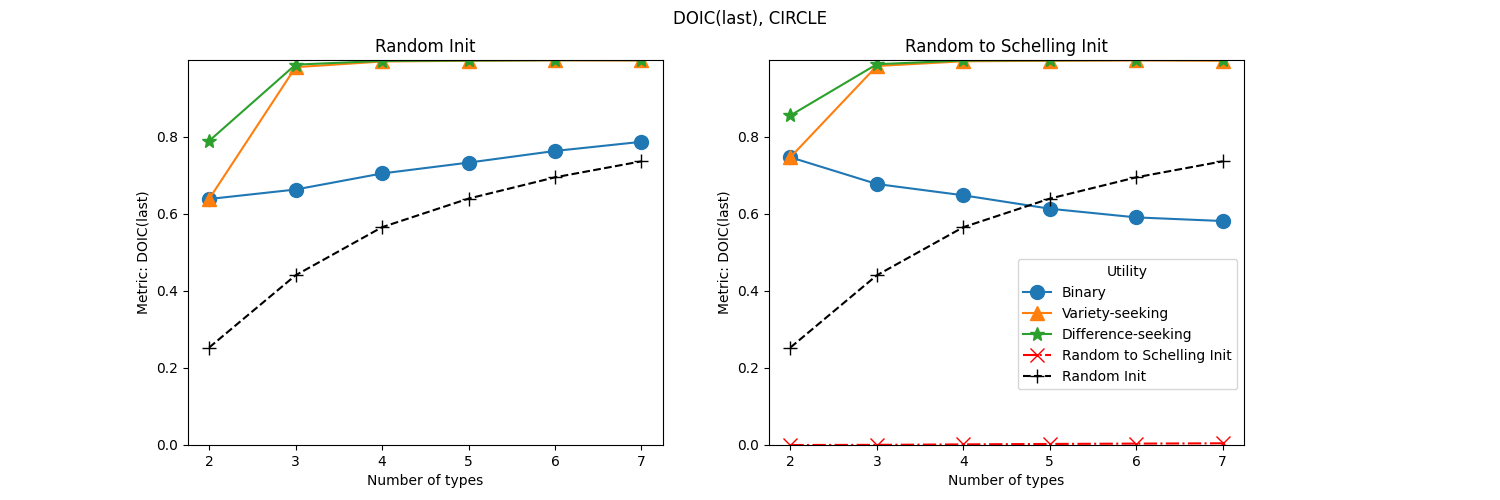 DOIC(last), CIRCLE
Random Init
Metric: DOIC(last)
0.8
0.6
0.4
0.2
0.0
2 3 4 5 6 7
Number of types
Random to Schelling Init
Metric: DOIC(last)
0.8
0.6
0.4
0.2
0.0
Utility
Binary
Variety-seeking
Difference-seeking
Random to Schelling Init
Random Init
2 3 4 5 6 7
Number of types